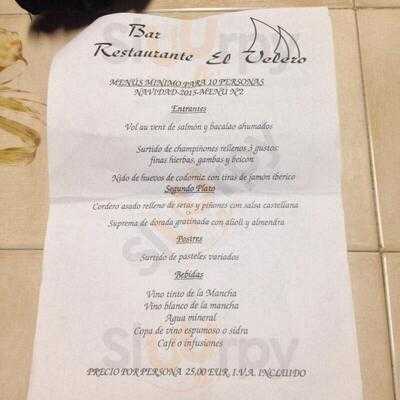 Bar
Restaurante El Velero
MENÚS MINIMO PARA 10 PERSONAS
NAVIDAD-2015-MENU Nº2
Entrantes
Vol au vent de salmón y bacalao ahumados
Surtido de champiñones rellenos 3 gustos:
finas hierbas, gambas y beicon
Nido de huevos de codorniz con tiras de jamón ibérico
Segundo Plato
Cordero asado relleno de setas y piñones con salsa castellana
o
Suprema de dorada gratinada con alioli y almendra
Postres
Surtido de pasteles variados
Bebidas
Vino tinto de la Mancha
Vino blanco de la mancha
Agua mineral
Copa de vino espumoso o sidra
Café o infusiones
PRECIO POR PERSONA 25,00 EUR. I.V.A. INCLUIDO